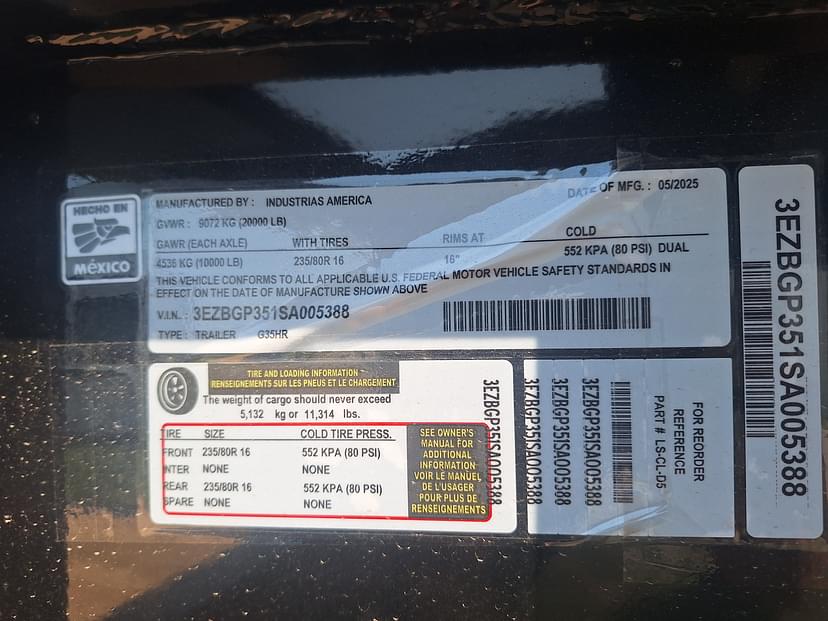 HECHO EN
MÉXICO
MANUFACTURED BY : INDUSTRIAS AMERICA
DATE OF MFG. : 05/2025
GVWR : 9072 KG (20000 LB)
GAWR (EACH AXLE) WITH TIRES RIMS AT COLD
4536 KG (10000 LB) 235/80R 16 16" 552 KPA (80 PSI) DUAL
THIS VEHICLE CONFORMS TO ALL APPLICABLE U.S. FEDERAL MOTOR VEHICLE SAFETY STANDARDS IN
EFFECT ON THE DATE OF MANUFACTURE SHOWN ABOVE
V.I.N. : 3EZBGP351SA005388
TYPE : TRAILER G35HR
TIRE AND LOADING INFORMATION
RENSEIGNEMENTS SUR LES PNEUS ET LE CHARGEMENT
The weight of cargo should never exceed
5,132 kg or 11,314 lbs.
TIRE SIZE COLD TIRE PRESS.
FRONT 235/80R 16 552 KPA (80 PSI)
INTER NONE NONE
REAR 235/80R 16 552 KPA (80 PSI)
SPARE NONE NONE
SEE OWNER'S
MANUAL FOR
ADDITIONAL
INFORMATION
VOIR LE MANUEL
DE L'USAGER
POUR PLUS DE
RENSEIGNEMENTS
3EZBGP351SA005388
3EZBGP351SA005388
3EZBGP351SA005388
3EZBGP351SA005388
FOR REORDER
REFERENCE
PART # LS-CL-D5
3EZBGP351SA005388